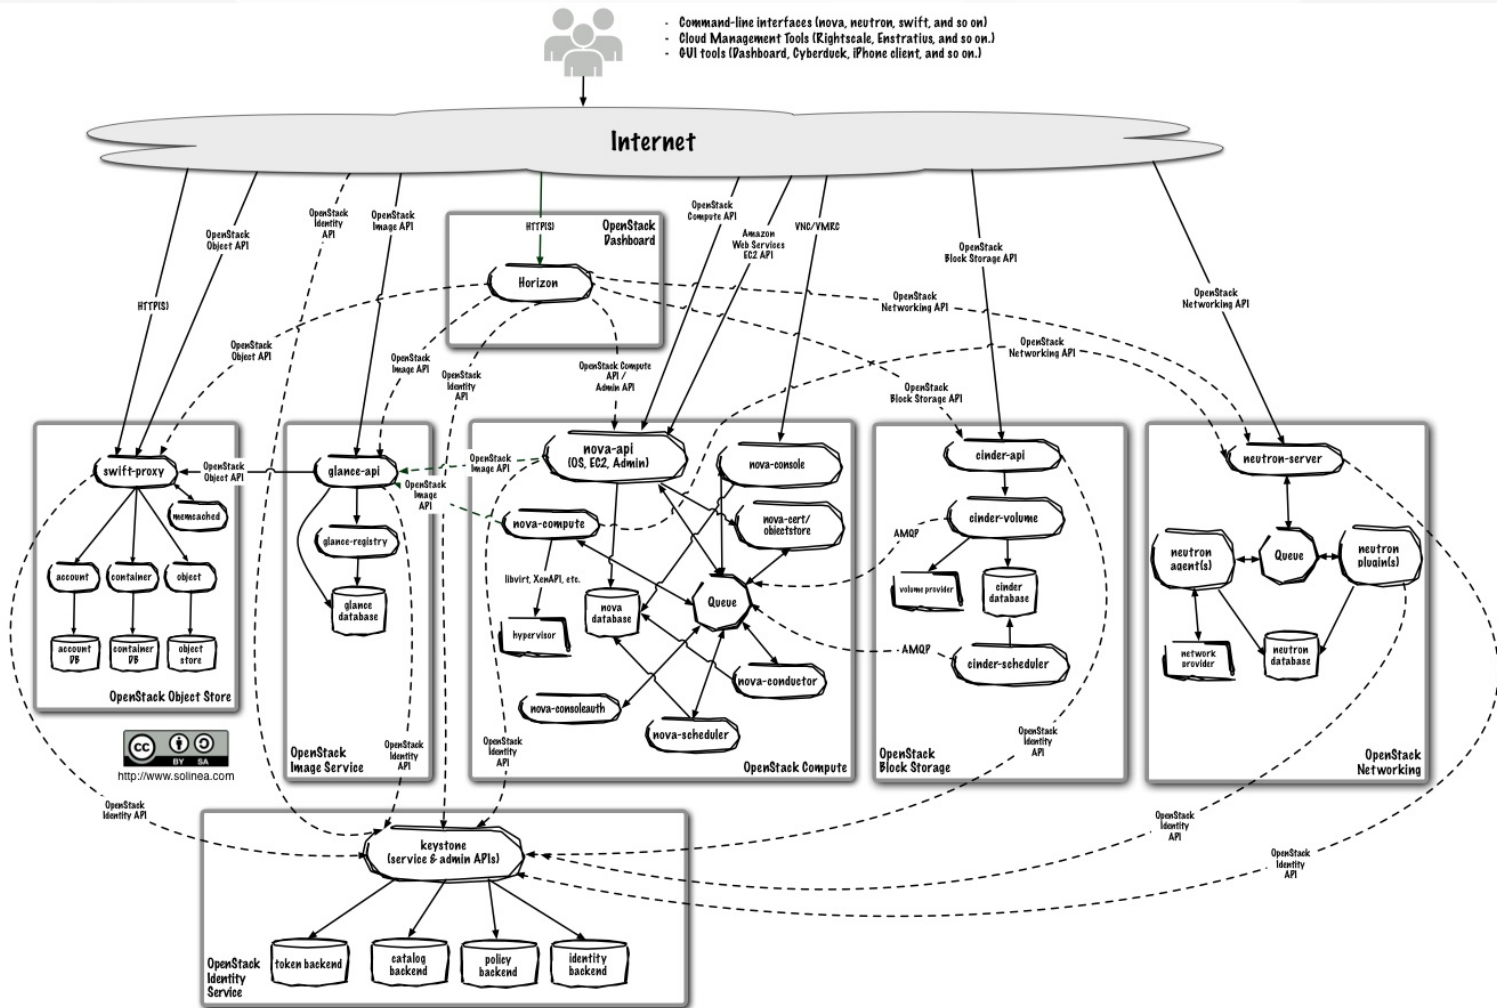 - Command-line interfaces (nova, neutron, swift, and so on)
- Cloud Management Tools (Rightscale, Enstratius, and so on.)
- GUI tools (Dashboard, Cyberduck, iPhone client, and so on.)
Internet
HTTP(S)
OpenStack
Object API
OpenStack
Identity
API
OpenStack
Image API
HTTP(S)
OpenStack
Dashboard
Horizon
OpenStack
Compute API
Amazon
Web Services
EC2 API
VNC/VMRC
OpenStack
Block Storage API
OpenStack
Networking API
OpenStack
Networking API
OpenStack
Networking API
OpenStack
Object API
OpenStack
Image API
OpenStack
Identity
API
OpenStack Compute
API /
Admin API
OpenStack
Block Storage API
swift-proxy
OpenStack
Object API
memcached
account
container
object
account
DB
container
DB
object
store
OpenStack Object Store
glance-api
glance-registry
glance
database
OpenStack
Identity
API
OpenStack
Image Service
OpenStack
Image API
OpenStack
Image
API
nova-api
(OS, EC2, Admin)
nova-console
nova-compute
nova-cert/
objectstore
libvirt, XenAPI, etc.
hypervisor
nova
database
Queue
nova-conductor
nova-consoleauth
nova-scheduler
OpenStack
Identity
API
OpenStack Compute
cinder-api
cinder-volume
AMQP
volume provider
cinder
database
AMQP
cinder-scheduler
OpenStack
Identity
API
OpenStack
Block Storage
neutron-server
neutron
agent(s)
Queue
neutron
plugin(s)
network
provider
neutron
database
OpenStack
Networking
cc
BY SA
http://www.solinea.com
OpenStack
Identity API
OpenStack
Identity
API
OpenStack
Identity
API
keystone
(service & admin APIs)
token backend
catalog
backend
policy
backend
identity
backend
OpenStack
Identity
Service